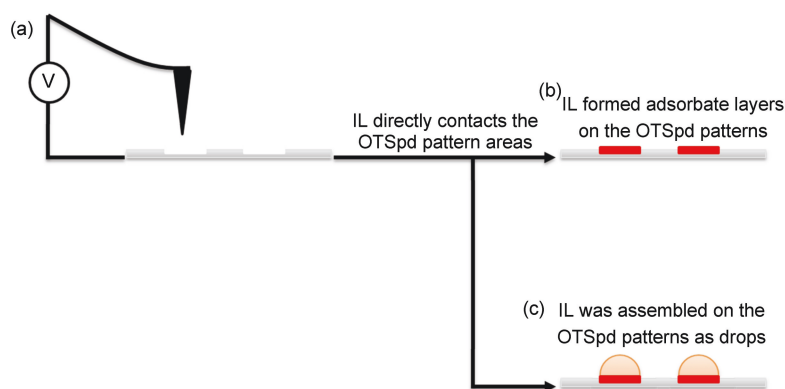 (a)
V
IL directly contacts the
OTSpd pattern areas
(b)
IL formed adsorbate layers
on the OTSpd patterns
(c)
IL was assembled on the
OTSpd patterns as drops